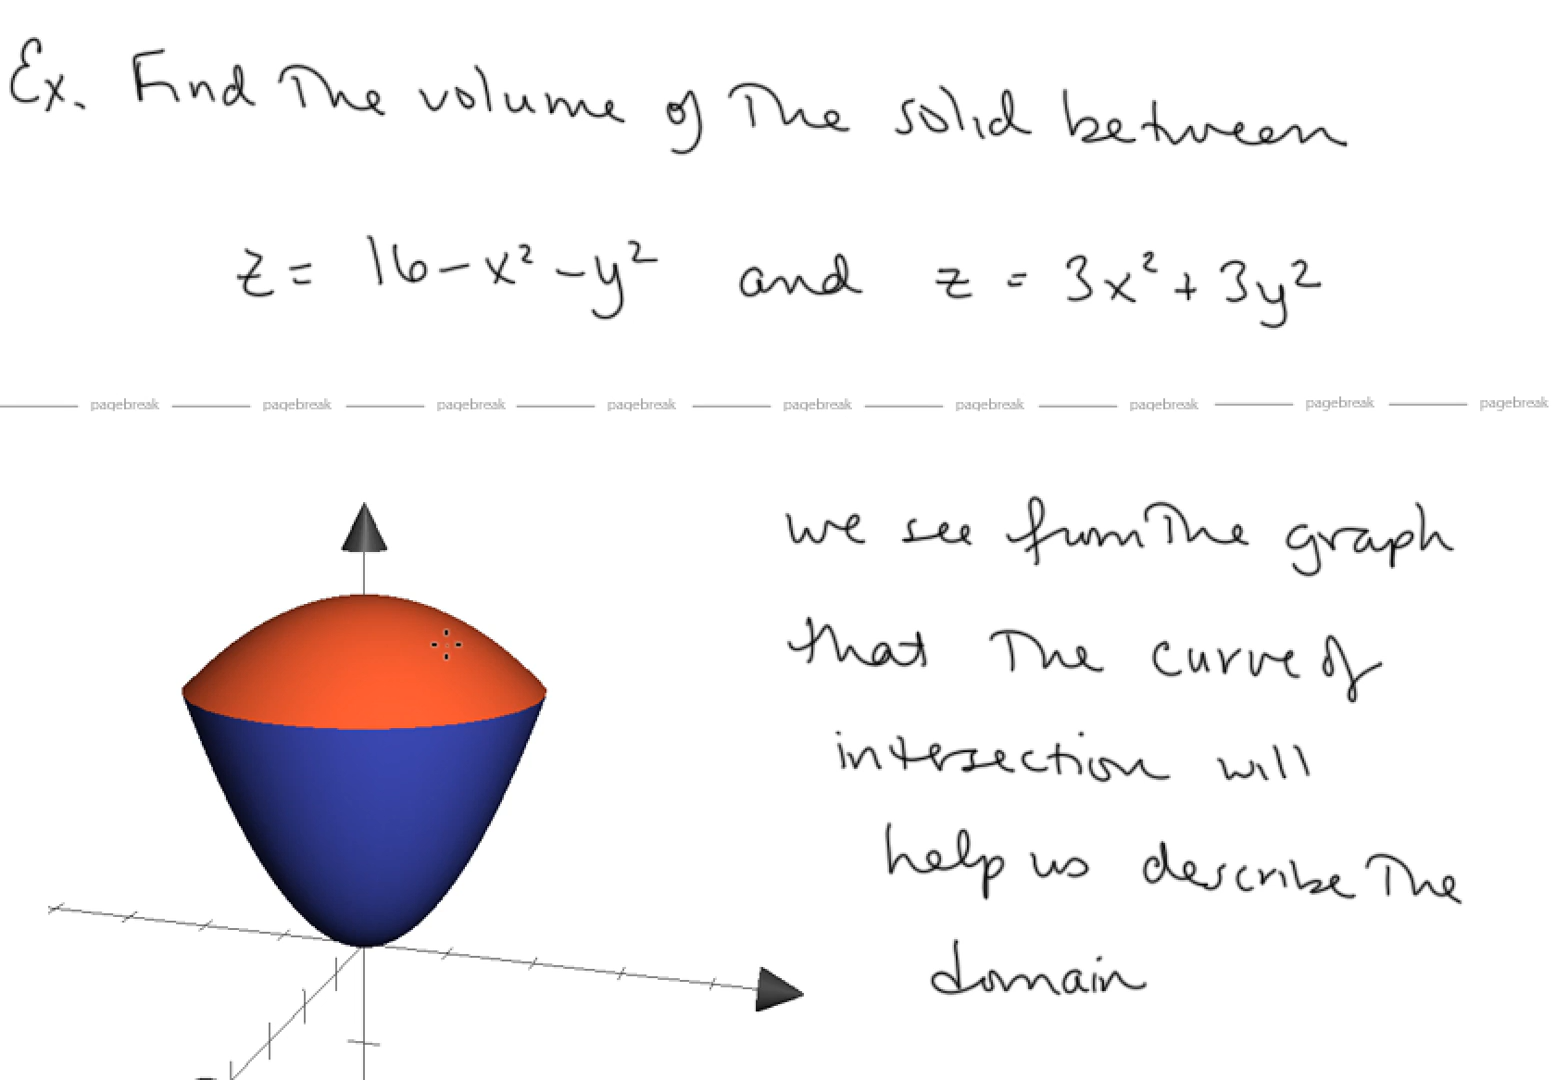 Ex. Find The volume of The solid between
z = 16 - x² - y² and z = 3x² + 3y²
pagebreak pagebreak pagebreak pagebreak pagebreak pagebreak pagebreak pagebreak pagebreak
we see from The graph
that The curve of
intersection will
help us describe The
domain